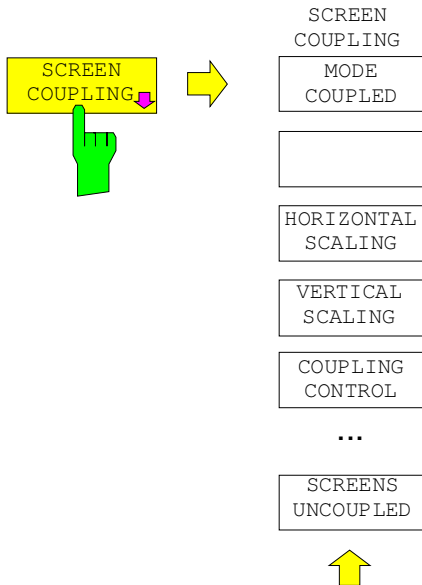 SCREEN
COUPLING
SCREEN
COUPLING
MODE
COUPLED
HORIZONTAL
SCALING
VERTICAL
SCALING
COUPLING
CONTROL
...
SCREENS
UNCOUPLED